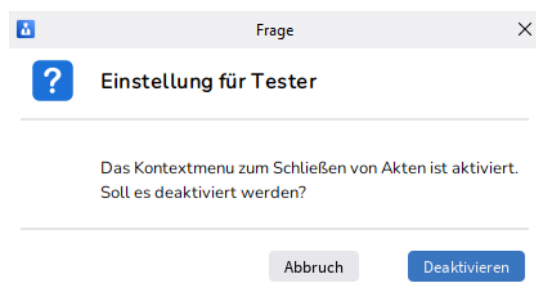 Frage
? Einstellung für Tester
Das Kontextmenu zum Schließen von Akten ist aktiviert.
Soll es deaktiviert werden?
Abbruch Deaktivieren